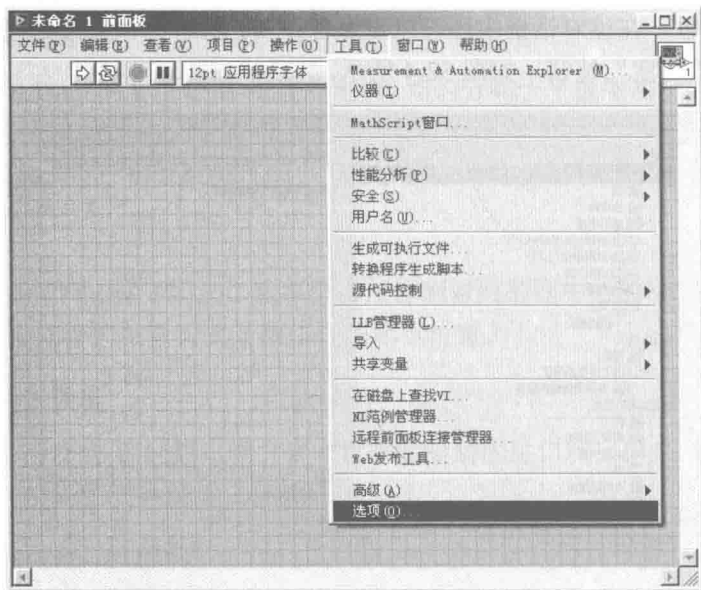 未命名 1 前面板
文件(F) 编辑(E) 查看(V) 项目(P) 操作(O) 工具(T) 窗口(W) 帮助(H)
12pt 应用程序字体
1
Measurement & Automation Explorer (M)...
仪器(I)
MathScript窗口...
比较(C)
性能分析(P)
安全(S)
用户名(U)...
生成可执行文件...
转换程序生成脚本...
源代码控制
LLB管理器(L)...
导入
共享变量
在磁盘上查找VI...
NI范例管理器...
远程前面板连接管理器...
Web发布工具...
高级(A)
选项(O)...